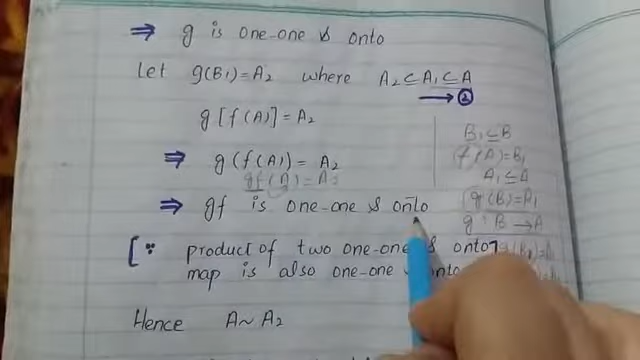 ⇒ g is one-one & onto
Let g(B₁) = A₂ where A₂ ⊆ A₁ ⊆ A
→ ②
g[f(A)] = A₂
⇒ g(f(A)) = A₂
gf(A) = A₂
⇒ gf is one-one & onto
[∵ product of two one-one & onto
map is also one-one & onto
Hence A ~ A₂
B₁ ⊆ B
f(A) = B₁
A₁ ⊆ A
g(B) = A₁
g : B → A